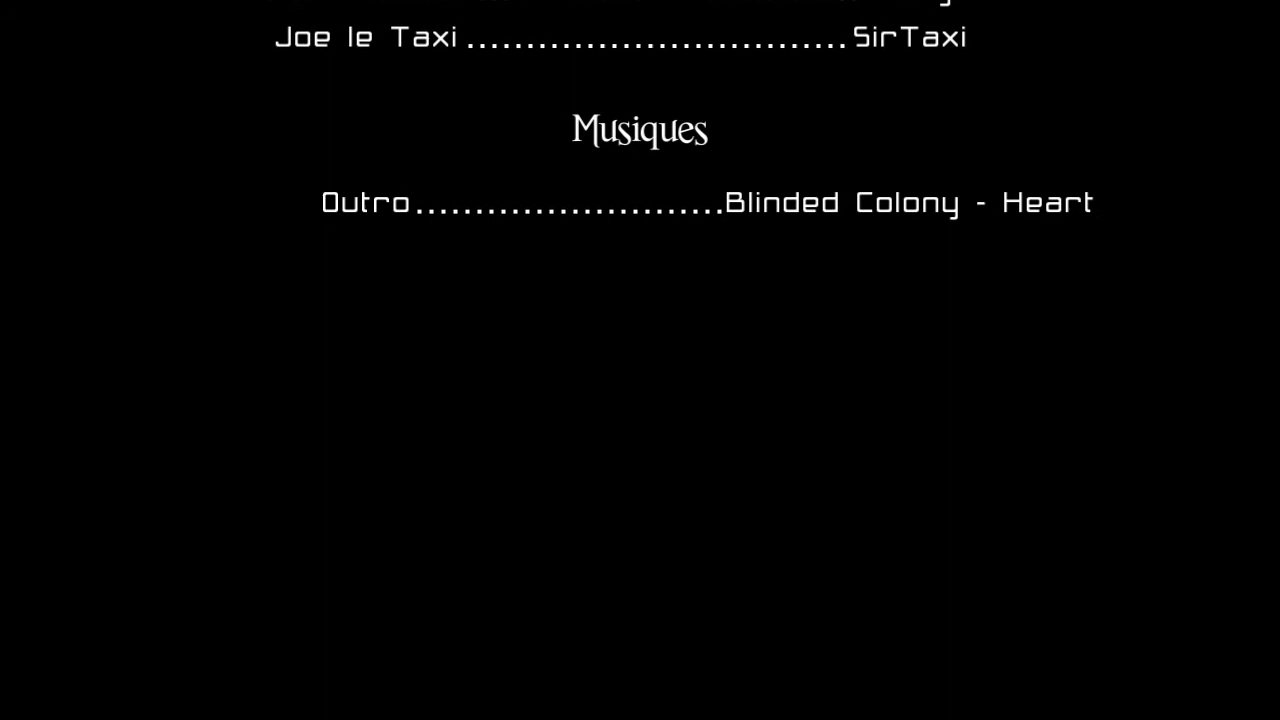 Joe le Taxi................................SirTaxi
Musiques
Outro..........................Blinded Colony - Heart